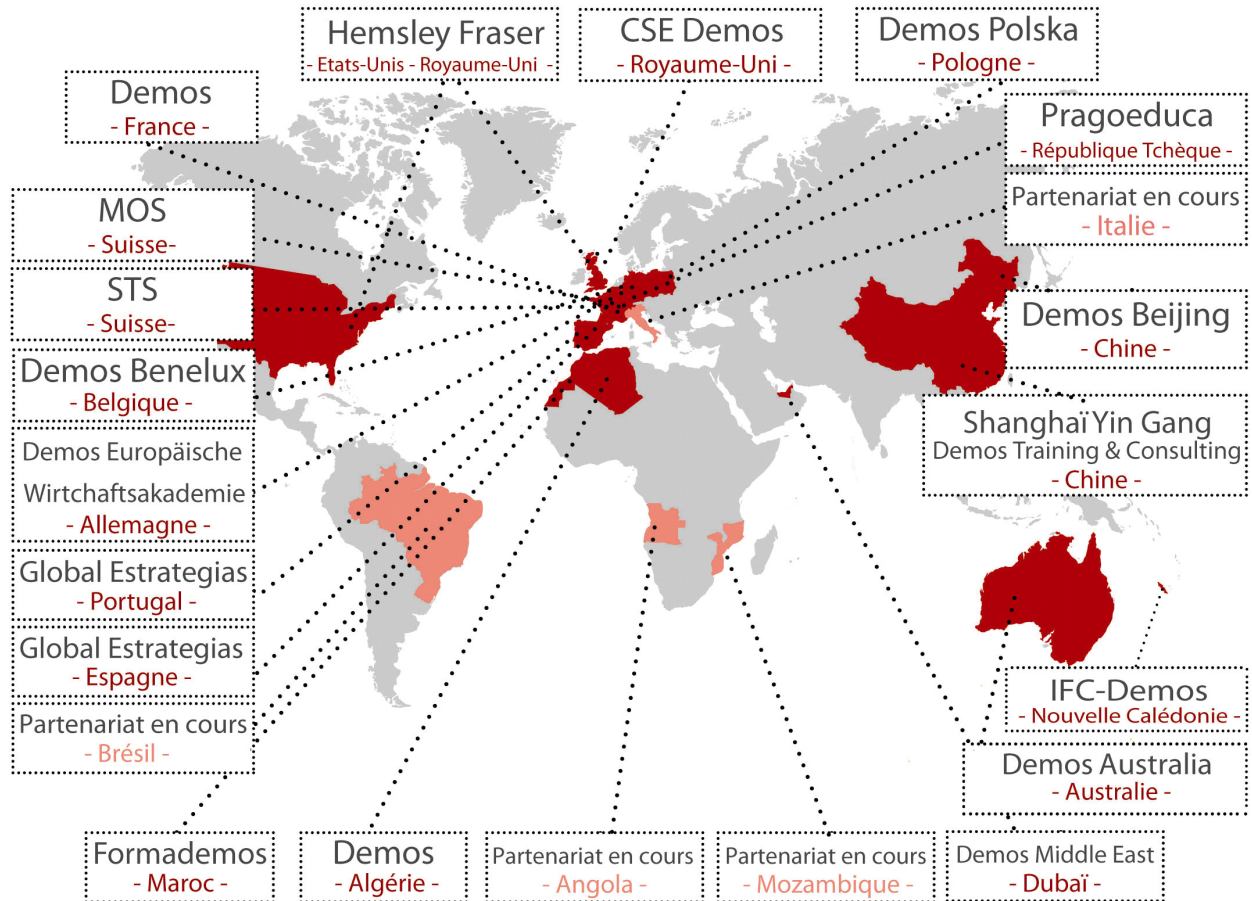 Hemsley Fraser
- Etats-Unis - Royaume-Uni -
CSE Demos
- Royaume-Uni -
Demos Polska
- Pologne -
Demos
- France -
Pragoeduca
- République Tchèque -
MOS
- Suisse-
Partenariat en cours
- Italie -
STS
- Suisse-
Demos Beijing
- Chine -
Demos Benelux
- Belgique -
Shanghaï Yin Gang
Demos Training & Consulting
- Chine -
Demos Europäische
Wirtchaftsakademie
- Allemagne -
Global Estrategias
- Portugal -
Global Estrategias
- Espagne -
IFC-Demos
- Nouvelle Calédonie -
Partenariat en cours
- Brésil -
Demos Australia
- Australie -
Formademos
- Maroc -
Demos
- Algérie -
Partenariat en cours
- Angola -
Partenariat en cours
- Mozambique -
Demos Middle East
- Dubaï -